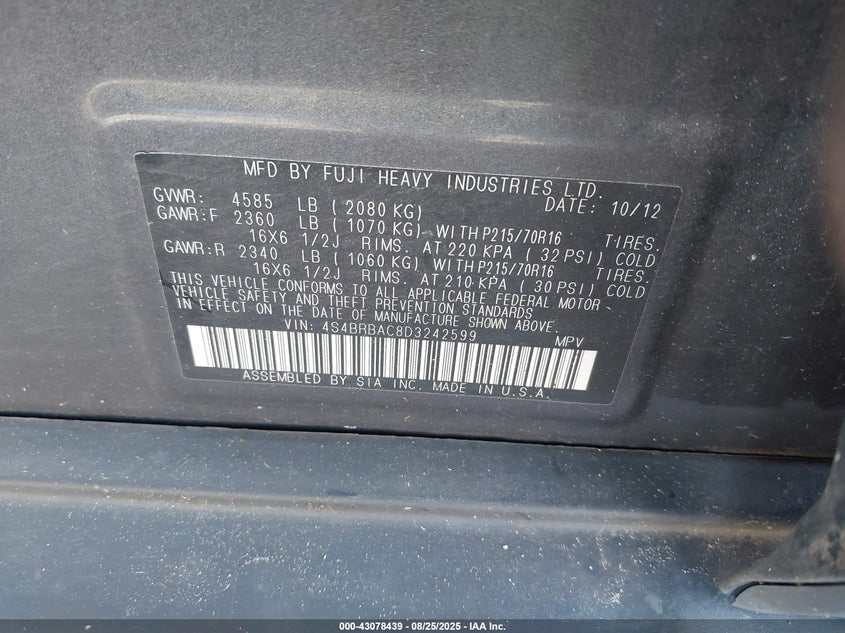 MFD BY FUJI HEAVY INDUSTRIES LTD.
GVWR: 4585 LB ( 2080 KG) DATE: 10/12
GAWR:F 2360 LB ( 1070 KG) WITH P215/70R16 TIRES.
16X6 1/2J RIMS. AT 220 KPA ( 32 PSI) COLD
GAWR:R 2340 LB ( 1060 KG) WITH P215/70R16 TIRES.
16X6 1/2J RIMS. AT 210 KPA ( 30 PSI) COLD
THIS VEHICLE CONFORMS TO ALL APPLICABLE FEDERAL MOTOR
VEHICLE SAFETY AND THEFT PREVENTION STANDARDS
IN EFFECT ON THE DATE OF MANUFACTURE SHOWN ABOVE.
VIN: 4S4BRBAC8D3242599 MPV
ASSEMBLED BY SIA INC. MADE IN U.S.A.
000-43078439 - 08/25/2025 - IAA Inc.